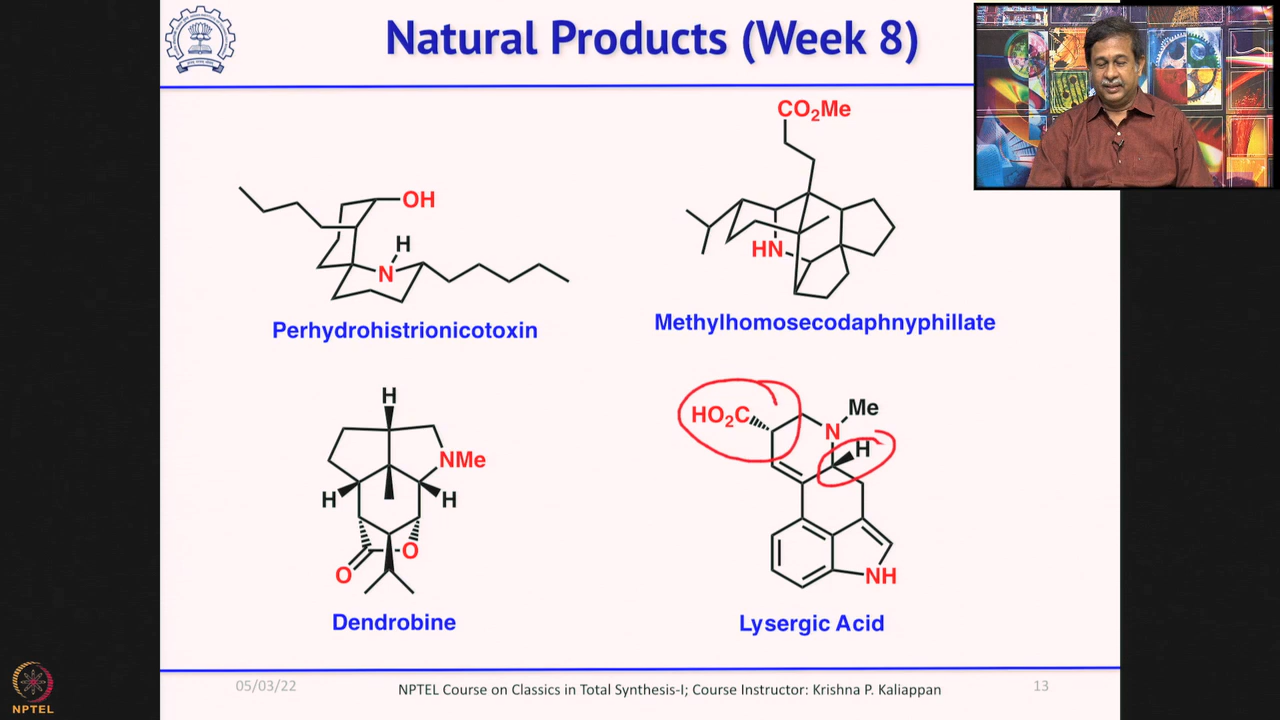 Natural Products (Week 8)
OH
H
N
Perhydrohistrionicotoxin
CO₂Me
HN
Methylhomosecodaphnyphillate
H
NMe
H
H
O
O
Dendrobine
HO₂C
Me
N
H
NH
Lysergic Acid
05/03/22
NPTEL Course on Classics in Total Synthesis-I; Course Instructor: Krishna P. Kaliappan
13
NPTEL